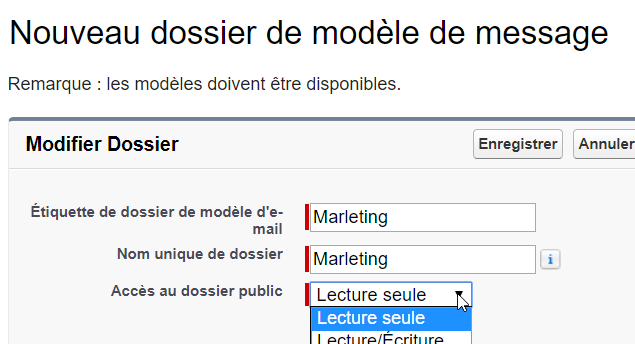 Nouveau dossier de modèle de message
Remarque : les modèles doivent être disponibles.
Modifier Dossier
Enregistrer
Annuler
Étiquette de dossier de modèle d'e-
mail
Marleting
Nom unique de dossier
Marleting
i
Accès au dossier public
Lecture seule
Lecture seule
Lecture/Écriture